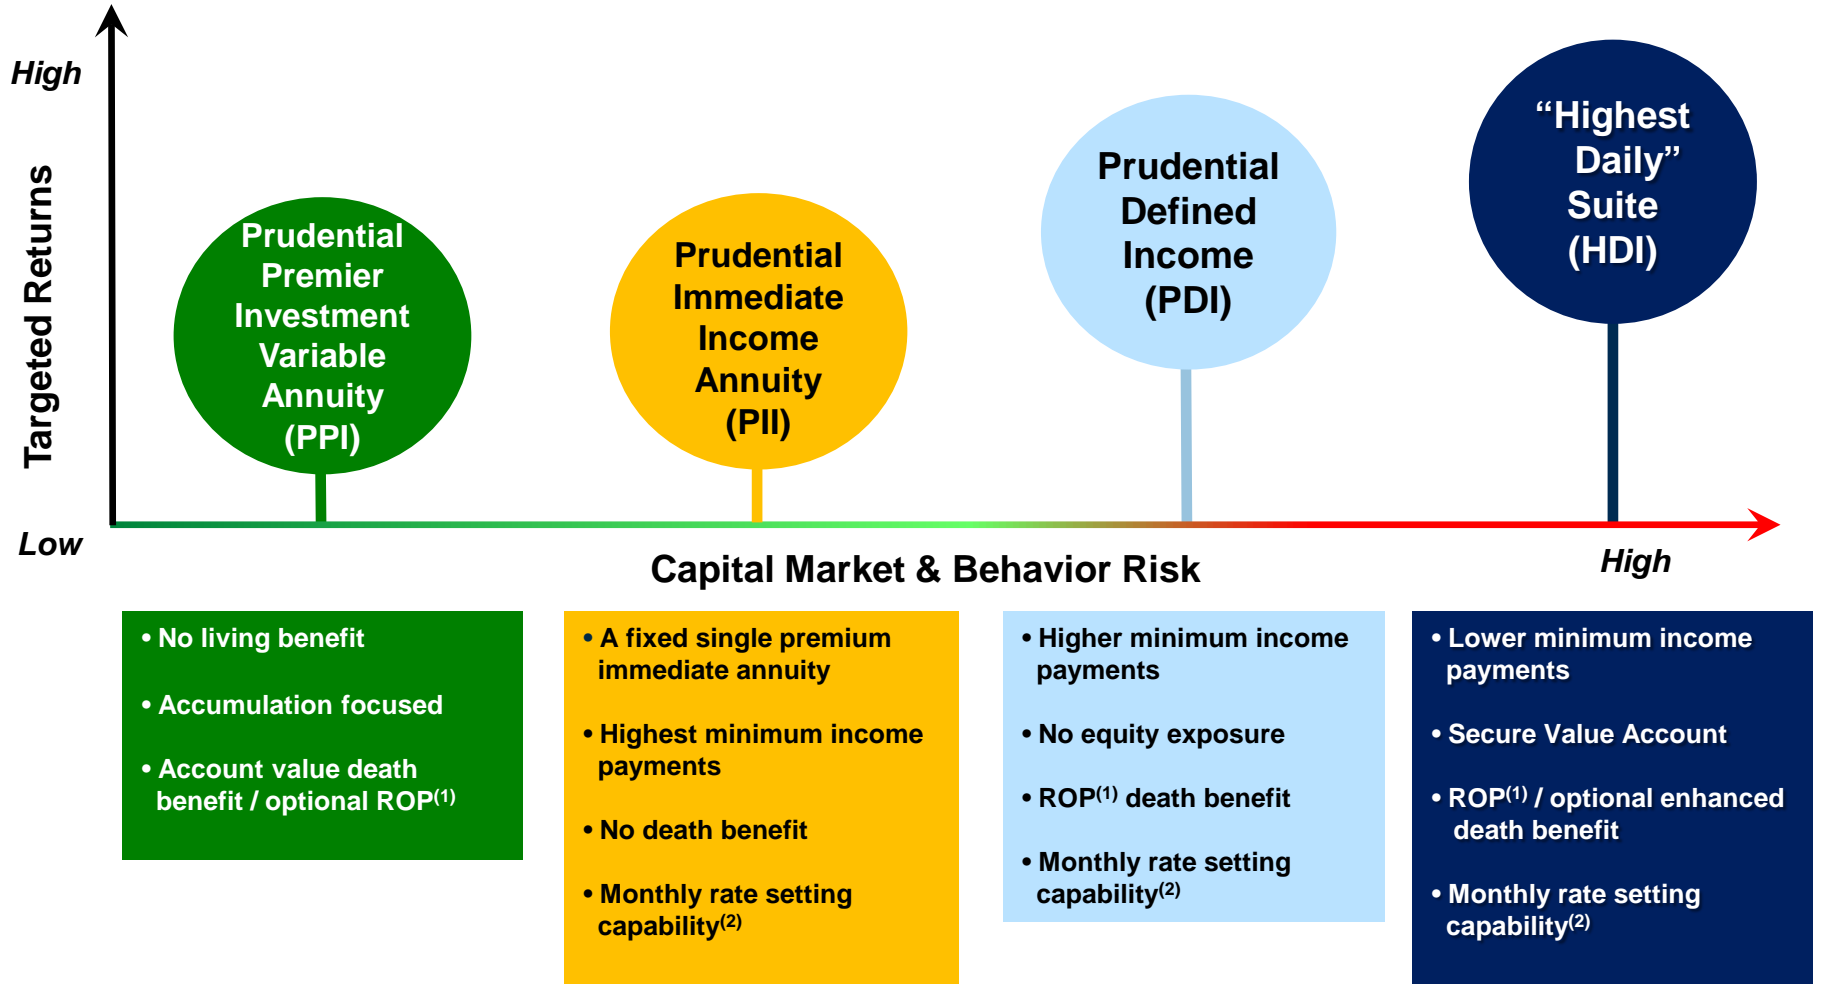 High
Targeted Returns
Low
Prudential
Premier
Investment
Variable
Annuity
(PPI)
Prudential
Immediate
Income
Annuity
(PII)
Prudential
Defined
Income
(PDI)
“Highest
Daily”
Suite
(HDI)
Capital Market & Behavior Risk
High
• No living benefit
• Accumulation focused
• Account value death
benefit / optional ROP(1)
• A fixed single premium
immediate annuity
• Highest minimum income
payments
• No death benefit
• Monthly rate setting
capability(2)
• Higher minimum income
payments
• No equity exposure
• ROP(1) death benefit
• Monthly rate setting
capability(2)
• Lower minimum income
payments
• Secure Value Account
• ROP(1) / optional enhanced
death benefit
• Monthly rate setting
capability(2)